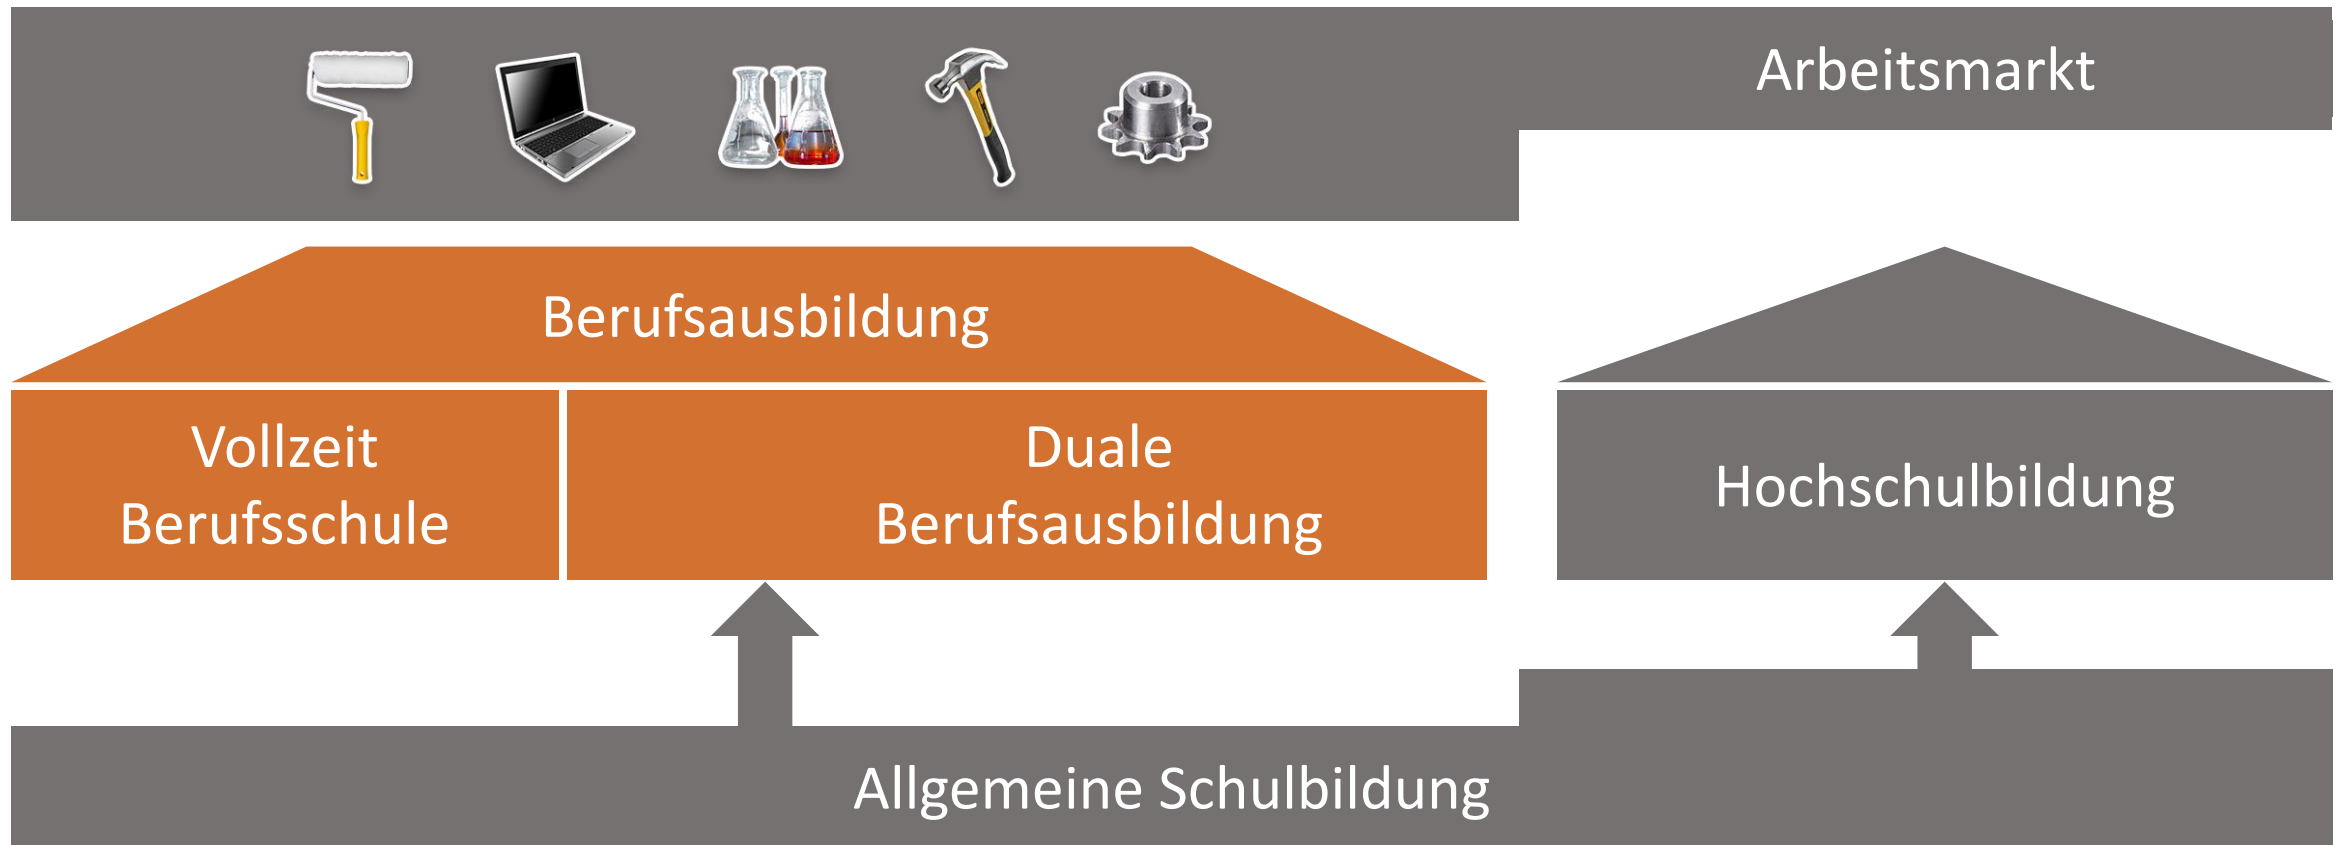 Arbeitsmarkt
Berufsausbildung
Vollzeit
Berufsschule
Duale
Berufsausbildung
Hochschulbildung
Allgemeine Schulbildung